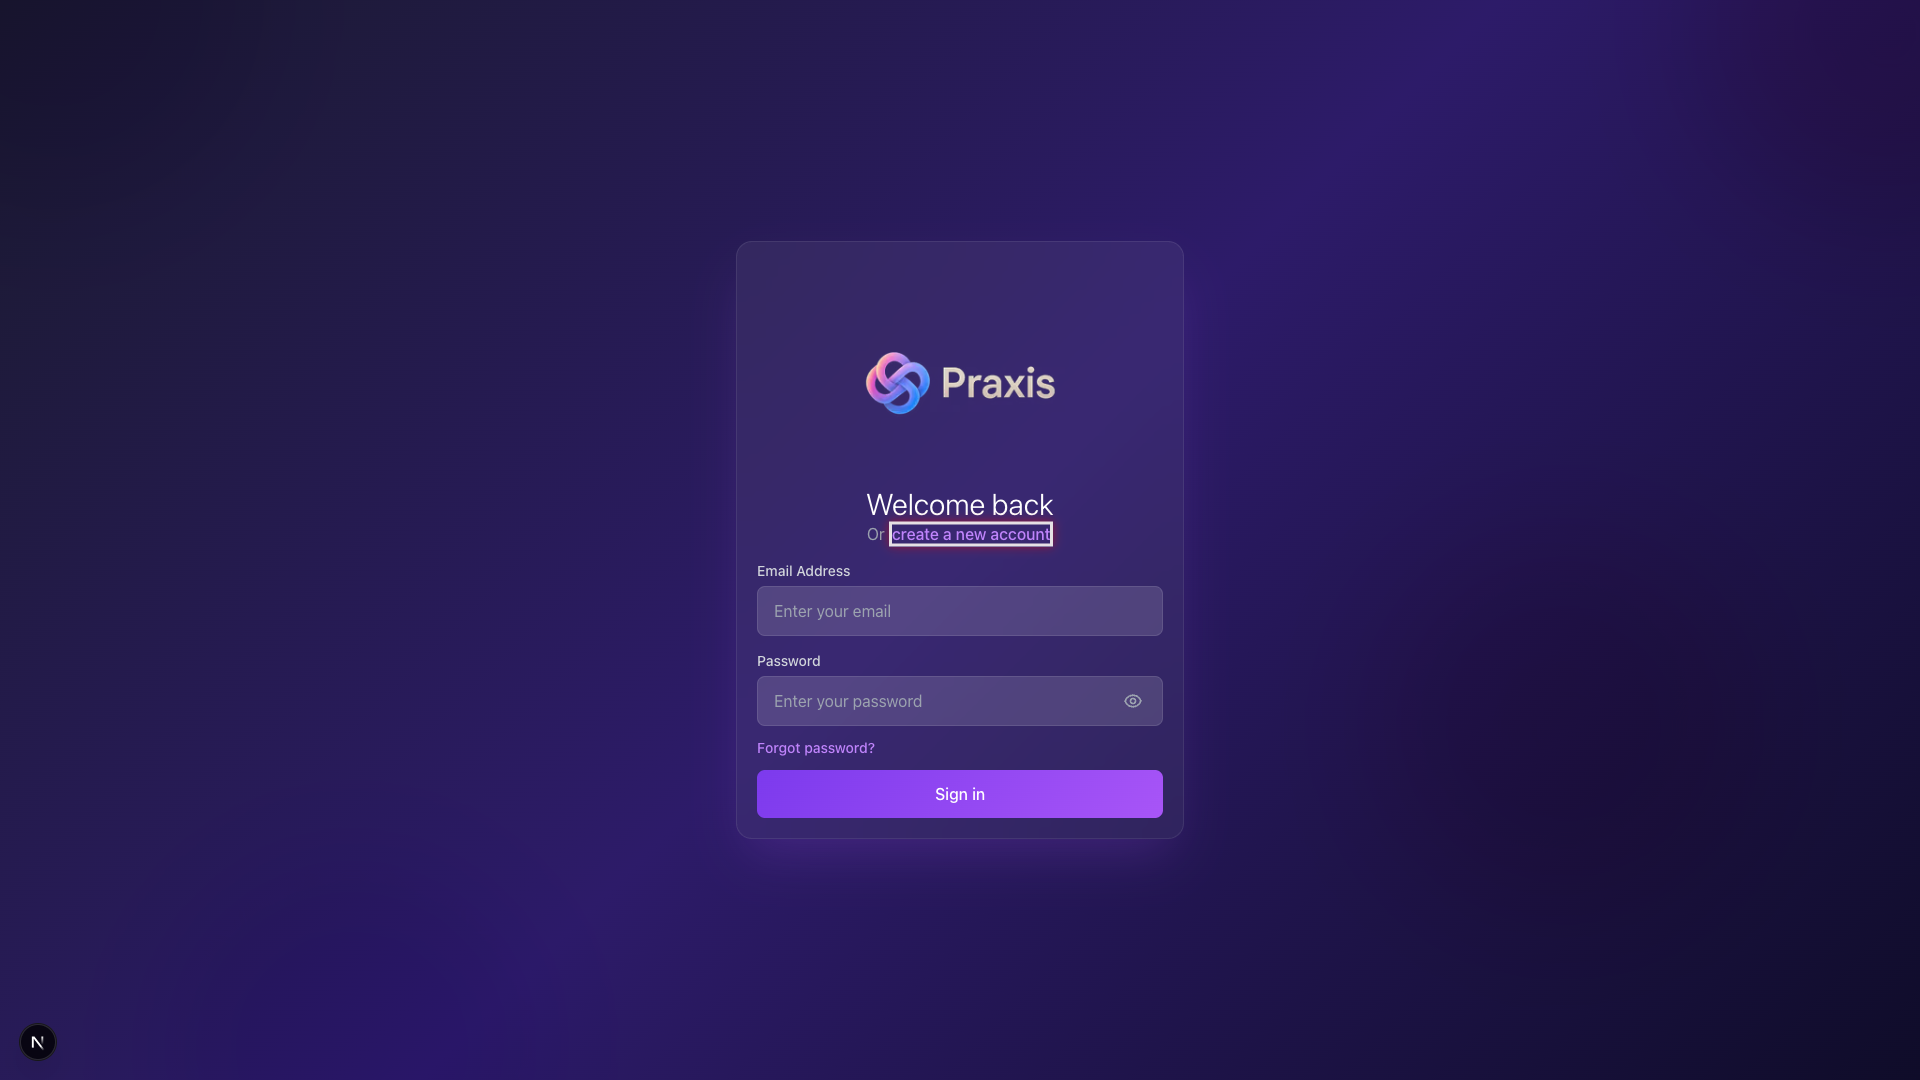 Praxis
Welcome back
Or create a new account
Email Address
Enter your email
Password
Enter your password
Forgot password?
Sign in
N